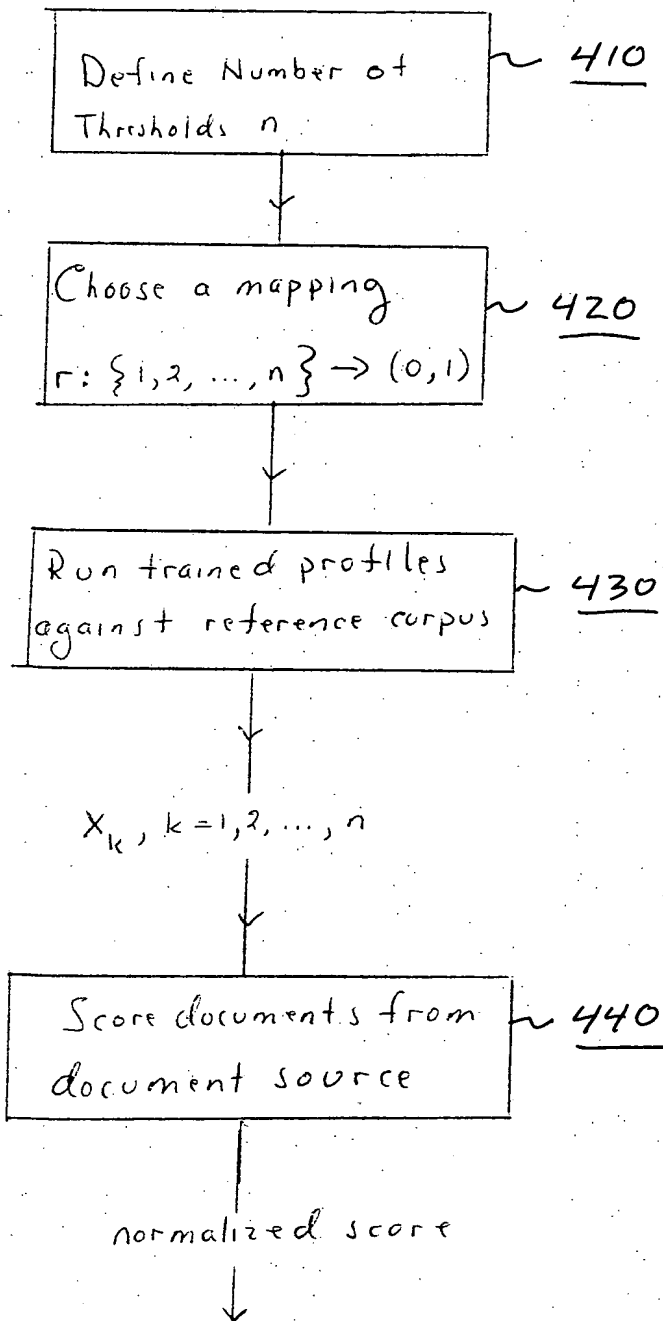 Define Number of
Thresholds n
410
Choose a mapping
r: {1, 2, ..., n} → (0, 1)
420
Run trained profiles
against reference corpus
430
X_k, k = 1, 2, ..., n
Score documents from
document source
440
normalized score